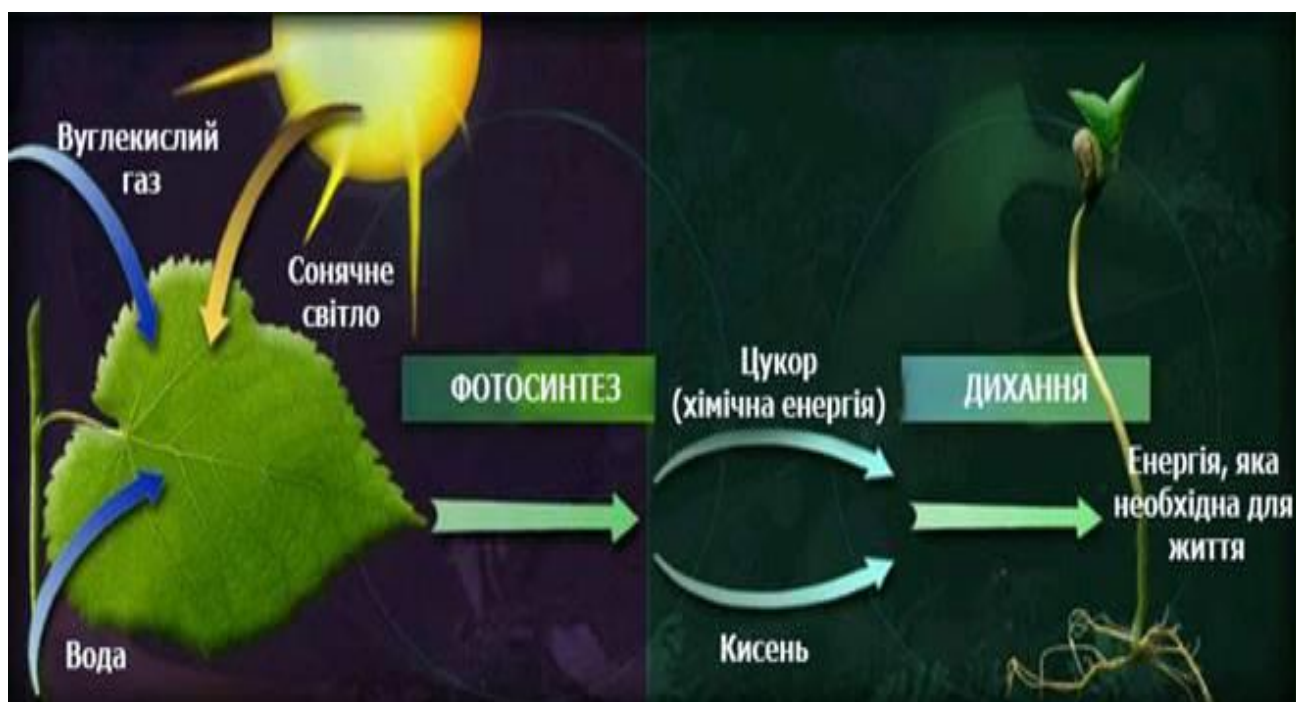 Вуглекислий
газ
Сонячне
світло
Вода
ФОТОСИНТЕЗ
Цукор
(хімічна енергія)
Кисень
ДИХАННЯ
Енергія, яка
необхідна для
життя